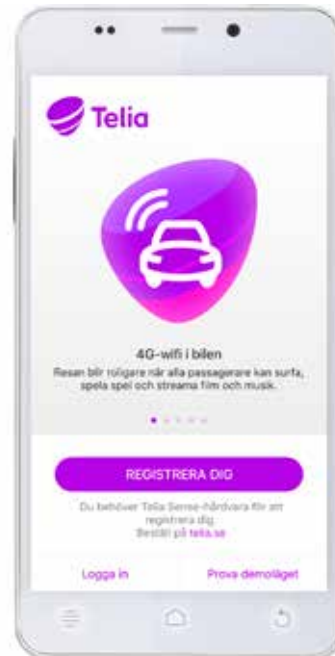 Telia
4G-wifi i bilen
Resan blir roligare när alla passagerare kan surfa,
spela spel och streama film och musik.
REGISTRERA DIG
Du behöver Telia Sense-hårdvara för att
registrera dig.
Beställ på telia.se
Logga in Prova demoläget